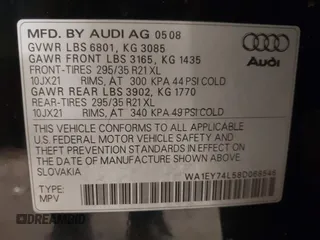 MFD. BY AUDI AG 05 08
GVWR LBS 6801, KG 3085
GAWR FRONT LBS 3165, KG 1435
FRONT-TIRES 295/35 R21 XL
10JX21 RIMS, AT 300 KPA 44 PSI COLD
GAWR REAR LBS 3902, KG 1770
REAR-TIRES 295/35 R21 XL
10JX21 RIMS, AT 340 KPA 49 PSI COLD
Audi
THIS VEHICLE CONFORMS TO ALL APPLICABLE
U.S. FEDERAL MOTOR VEHICLE SAFETY AND
THEFT PREVENTION STANDARDS IN EFFECT ON THE
DATE OF MANUFACTURE SHOWN ABOVE.
SLOVAKIA
WA1EY74L58D068546
TYPE:
MPV
DREAMBID